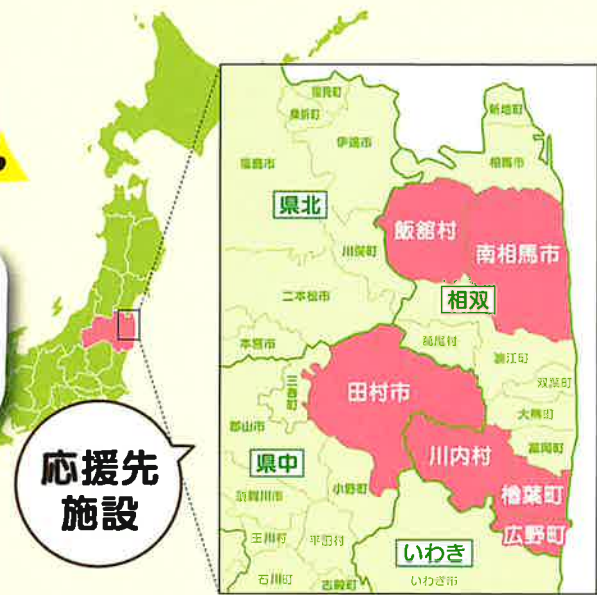 国見町
桑折町
新地町
伊達市
相馬市
福島市
県北
飯舘村
南相馬市
川俣町
相双
二本松市
葛尾村
浪江町
本宮市
双葉町
三春町
田村市
大熊町
郡山市
川内村
富岡町
県中
小野町
楢葉町
須賀川市
広野町
玉川村
平田村
いわき
いわき市
石川町
古殿町
応援先
施設